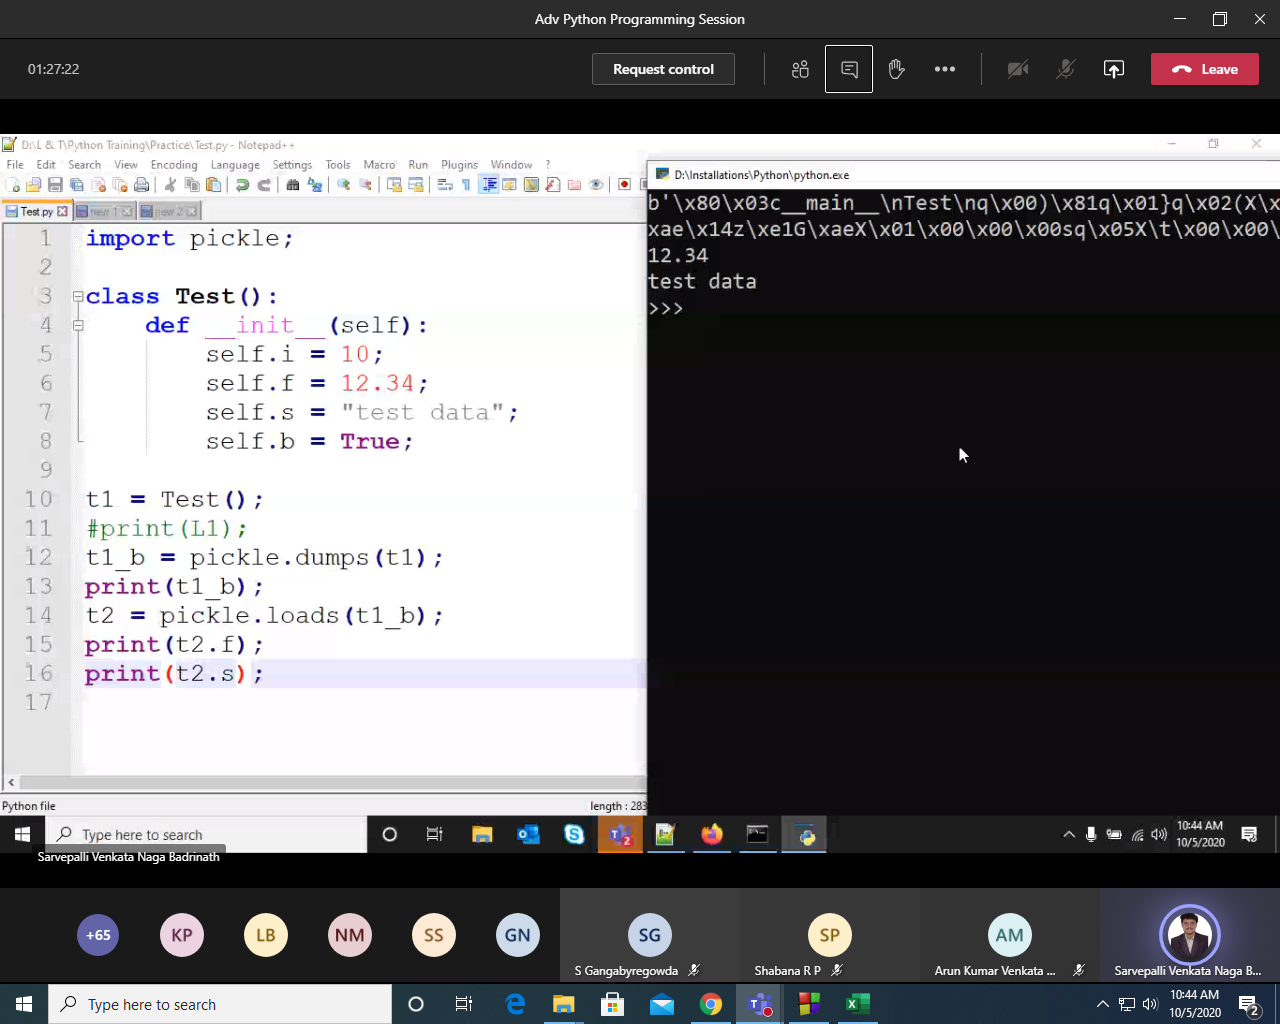 Adv Python Programming Session
01:27:22
Request control
Leave
D:\L & T\Python Training\Practice\Test.py - Notepad++
File Edit Search View Encoding Language Settings Tools Macro Run Plugins Window ?
Test.py new 1 new 2
1 import pickle;
2
3 class Test():
4 def __init__(self):
5 self.i = 10;
6 self.f = 12.34;
7 self.s = "test data";
8 self.b = True;
9
10 t1 = Test();
11 #print(L1);
12 t1_b = pickle.dumps(t1);
13 print(t1_b);
14 t2 = pickle.loads(t1_b);
15 print(t2.f);
16 print(t2.s);
17
Python file length : 283
D:\Installations\Python\python.exe
b'\x80\x03c__main__\nTest\nq\x00)\x81q\x01}q\x02(X\x
xae\x14z\xe1G\xaeX\x01\x00\x00\x00sq\x05X\t\x00\x00\
12.34
test data
>>>
Type here to search
2
10:44 AM
10/5/2020
Sarvepalli Venkata Naga Badrinath
+65 KP LB NM SS GN SG SP AM
S Gangabyregowda Shabana R P Arun Kumar Venkata ... Sarvepalli Venkata Naga B...
Type here to search
10:44 AM
10/5/2020
2